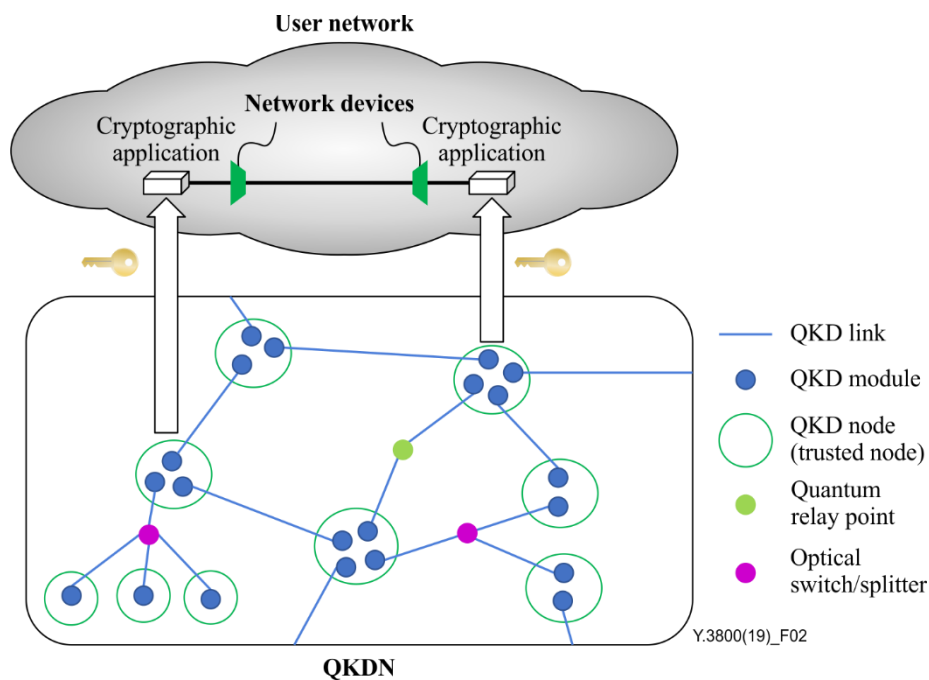 User network
Network devices
Cryptographic
application
Cryptographic
application
QKD link
QKD module
QKD node
(trusted node)
Quantum
relay point
Optical
switch/splitter
Y.3800(19)_F02
QKDN